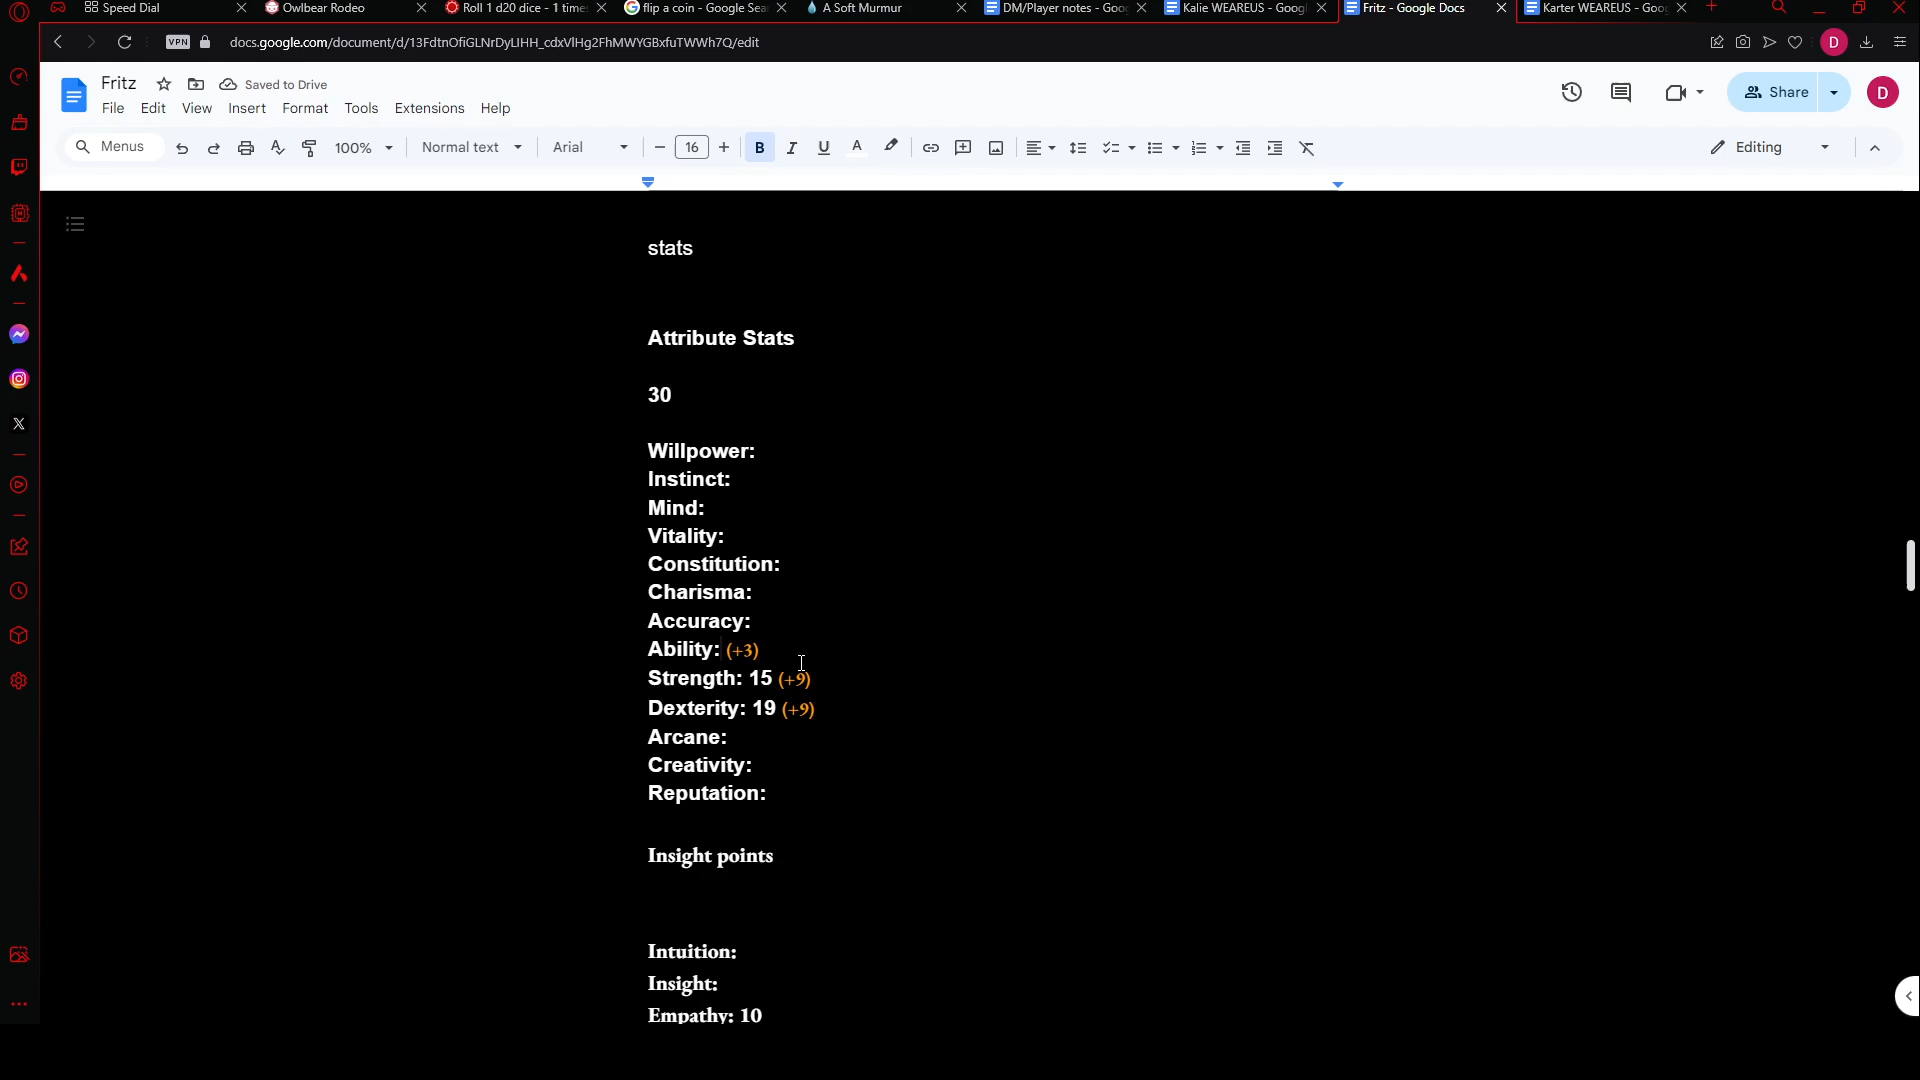 Speed Dial
Owlbear Rodeo
Roll 1 d20 dice - 1 time
flip a coin - Google Sea
A Soft Murmur
DM/Player notes - Goo
Kalie WEAREUS - Googl
Fritz - Google Docs
Karter WEAREUS - Goog
VPN
docs.google.com/document/d/13FdtnOfiGLNrDyLIHH_cdxVlHg2FhMWYGBxfuTWWh7Q/edit
D
Fritz
Saved to Drive
File Edit View Insert Format Tools Extensions Help
Share
D
Menus
100%
Normal text
Arial
16
B
I
U
A
Editing
stats
Attribute Stats
30
Willpower:
Instinct:
Mind:
Vitality:
Constitution:
Charisma:
Accuracy:
Ability: (+3)
Strength: 15 (+9)
Dexterity: 19 (+9)
Arcane:
Creativity:
Reputation:
Insight points
Intuition:
Insight:
Empathy: 10